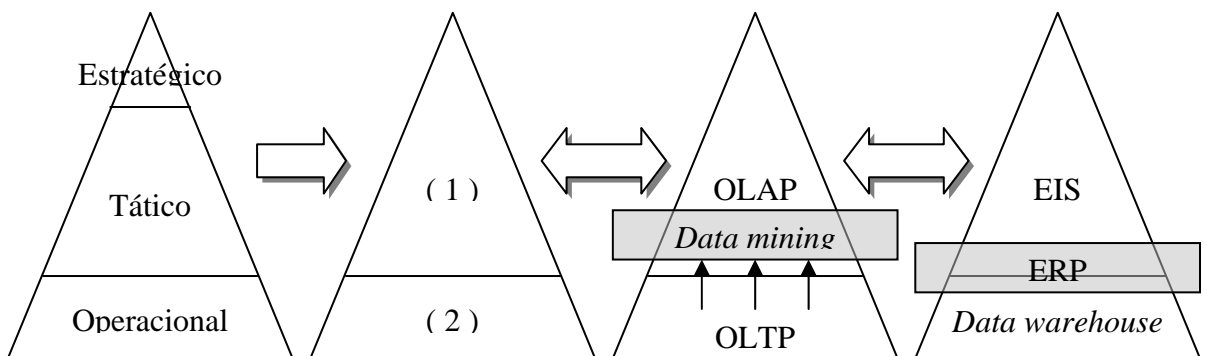 Estratégico
Tático
Operacional
( 1 )
( 2 )
OLAP
Data mining
OLTP
EIS
ERP
Data warehouse